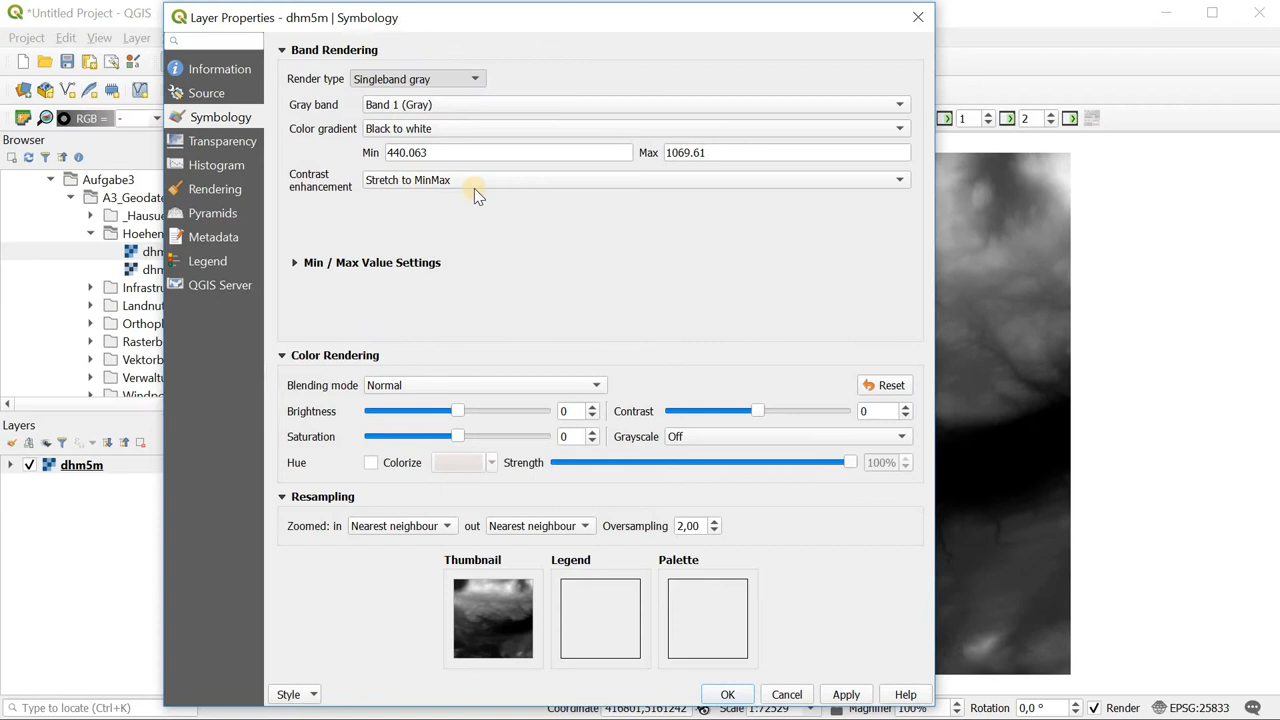 *Untitled Project — QGIS
Layer Properties - dhm5m | Symbology
Project
Edit
View
Layer
RGB =
-
1
2
Browser
Aufgabe3
A3_Geodate
_Hausue
Hoehen
dhm
dhm
Infrastru
Landnut
Orthoph
Rasterb
Vektorb
Verwalt
Wirtsch
Layers
dhm5m
Information
Source
Symbology
Transparency
Histogram
Rendering
Pyramids
Metadata
Legend
QGIS Server
Band Rendering
Render type Singleband gray
Gray band Band 1 (Gray)
Color gradient Black to white
Min 440.063 Max 1069.61
Contrast
enhancement Stretch to MinMax
Min / Max Value Settings
Color Rendering
Blending mode Normal Reset
Brightness 0 Contrast 0
Saturation 0 Grayscale Off
Hue Colorize Strength 100%
Resampling
Zoomed: in Nearest neighbour out Nearest neighbour Oversampling 2,00
Thumbnail Legend Palette
Style OK Cancel Apply Help
Type to locate (Ctrl+K) Coordinate 416801,5161242 Scale 1:72529 Magnifier 100% Rotation 0,0 ° Render EPSG:25833